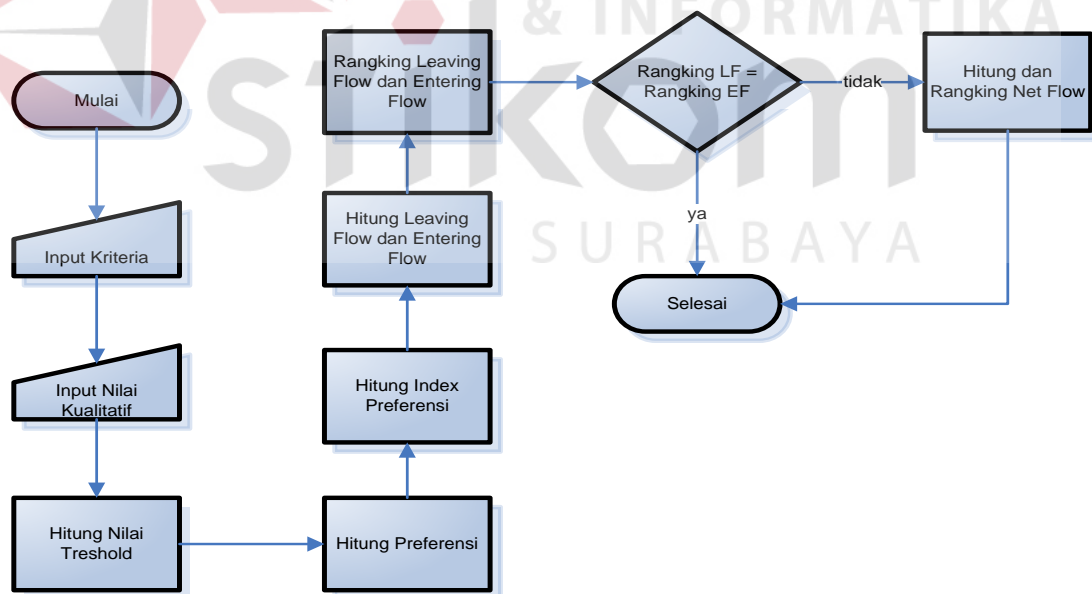 & INFORMATIKA
stikom
SURABAYA
Mulai
Input Kriteria
Input Nilai
Kualitatif
Hitung Nilai
Treshold
Hitung Preferensi
Hitung Index
Preferensi
Hitung Leaving
Flow dan Entering
Flow
Rangking Leaving
Flow dan Entering
Flow
Rangking LF =
Rangking EF
tidak
Hitung dan
Rangking Net Flow
ya
Selesai